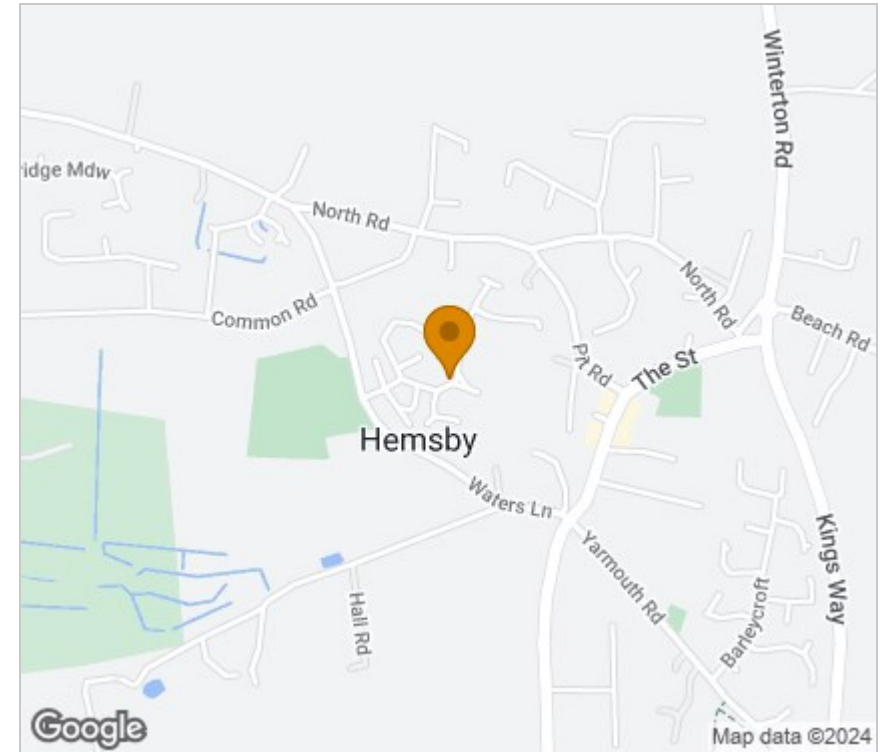 Winterton Rd
ridge Mdw
North Rd
Common Rd
North Rd
Beach Rd
Pit Rd
The St
Hemsby
Waters Ln
Yarmouth Rd
Kings Way
Hall Rd
Barleycroft
Google
Map data ©2024